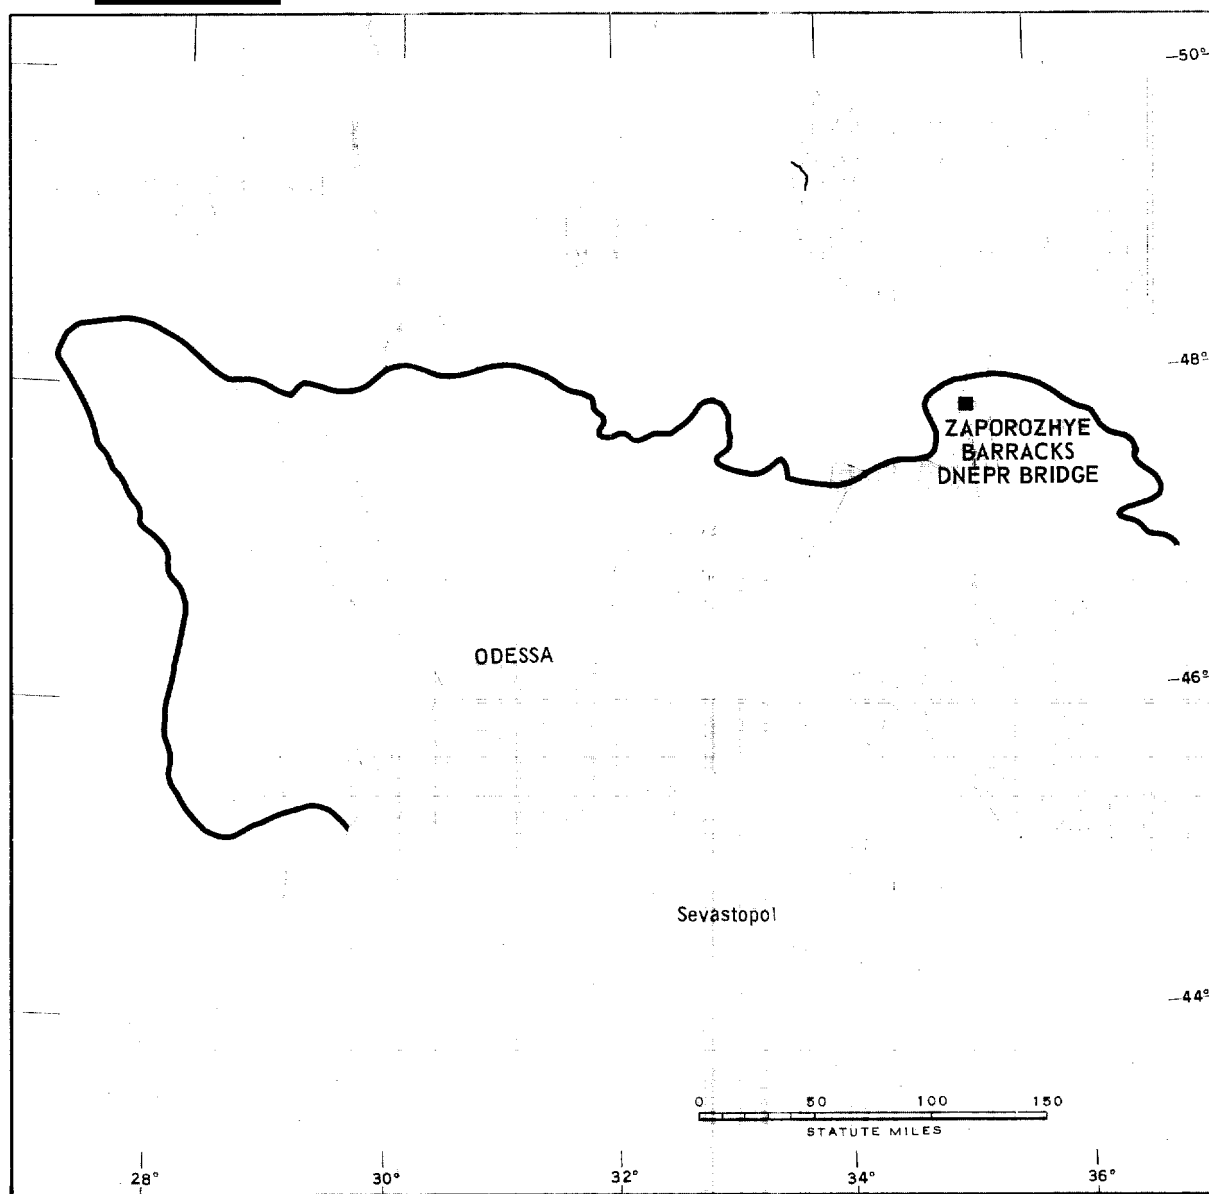 50°
48°
ZAPOROZHYE
BARRACKS
DNEPR BRIDGE
ODESSA
46°
Sevastopol
44°
0 50 100 150
STATUTE MILES
28° 30° 32° 34° 36°